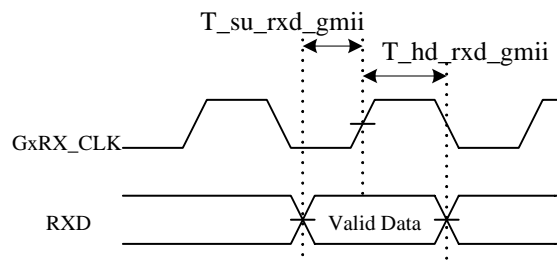 T_su_rxd_gmii
T_hd_rxd_gmii
GxRX_CLK
RXD
Valid Data